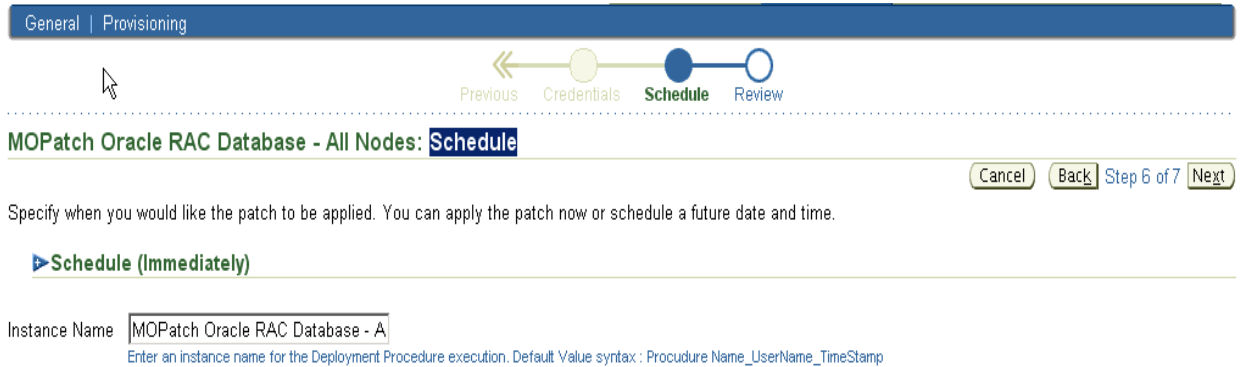 General | Provisioning
Previous Credentials Schedule Review
MOPatch Oracle RAC Database - All Nodes: Schedule
Cancel Back Step 6 of 7 Next
Specify when you would like the patch to be applied. You can apply the patch now or schedule a future date and time.
Schedule (Immediately)
Instance Name MOPatch Oracle RAC Database - A
Enter an instance name for the Deployment Procedure execution. Default Value syntax : Procudure Name_UserName_TimeStamp